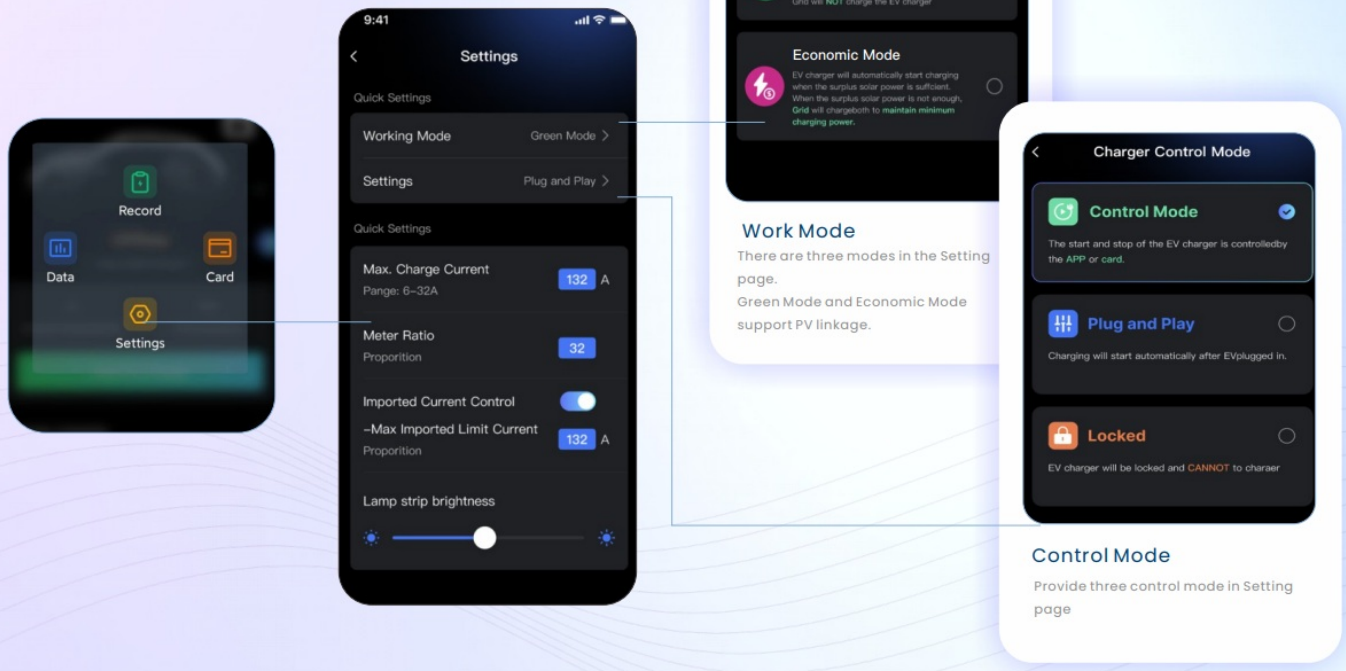 Record
Data
Card
Settings
9:41
Settings
Quick Settings
Working Mode
Green Mode
Settings
Plug and Play
Quick Settings
Max. Charge Current
132 A
Pange: 6-32A
Meter Ratio
32
Proporition
Imported Current Control
-Max Imported Limit Current
132 A
Proporition
Lamp strip brightness
Grid will NOT charge the EV charger
Economic Mode
EV charger will automatically start charging
when the surplus solar power is suffcient.
When the surplus solar power is not enough,
Grid will chargeboth to maintain minimum
charging power.
Work Mode
There are three modes in the Setting
page.
Green Mode and Economic Mode
support PV linkage.
Charger Control Mode
Control Mode
The start and stop of the EV charger is controlledby
the APP or card.
Plug and Play
Charging will start automatically after EVplugged in.
Locked
EV charger will be locked and CANNOT to charaer
Control Mode
Provide three control mode in Setting
page